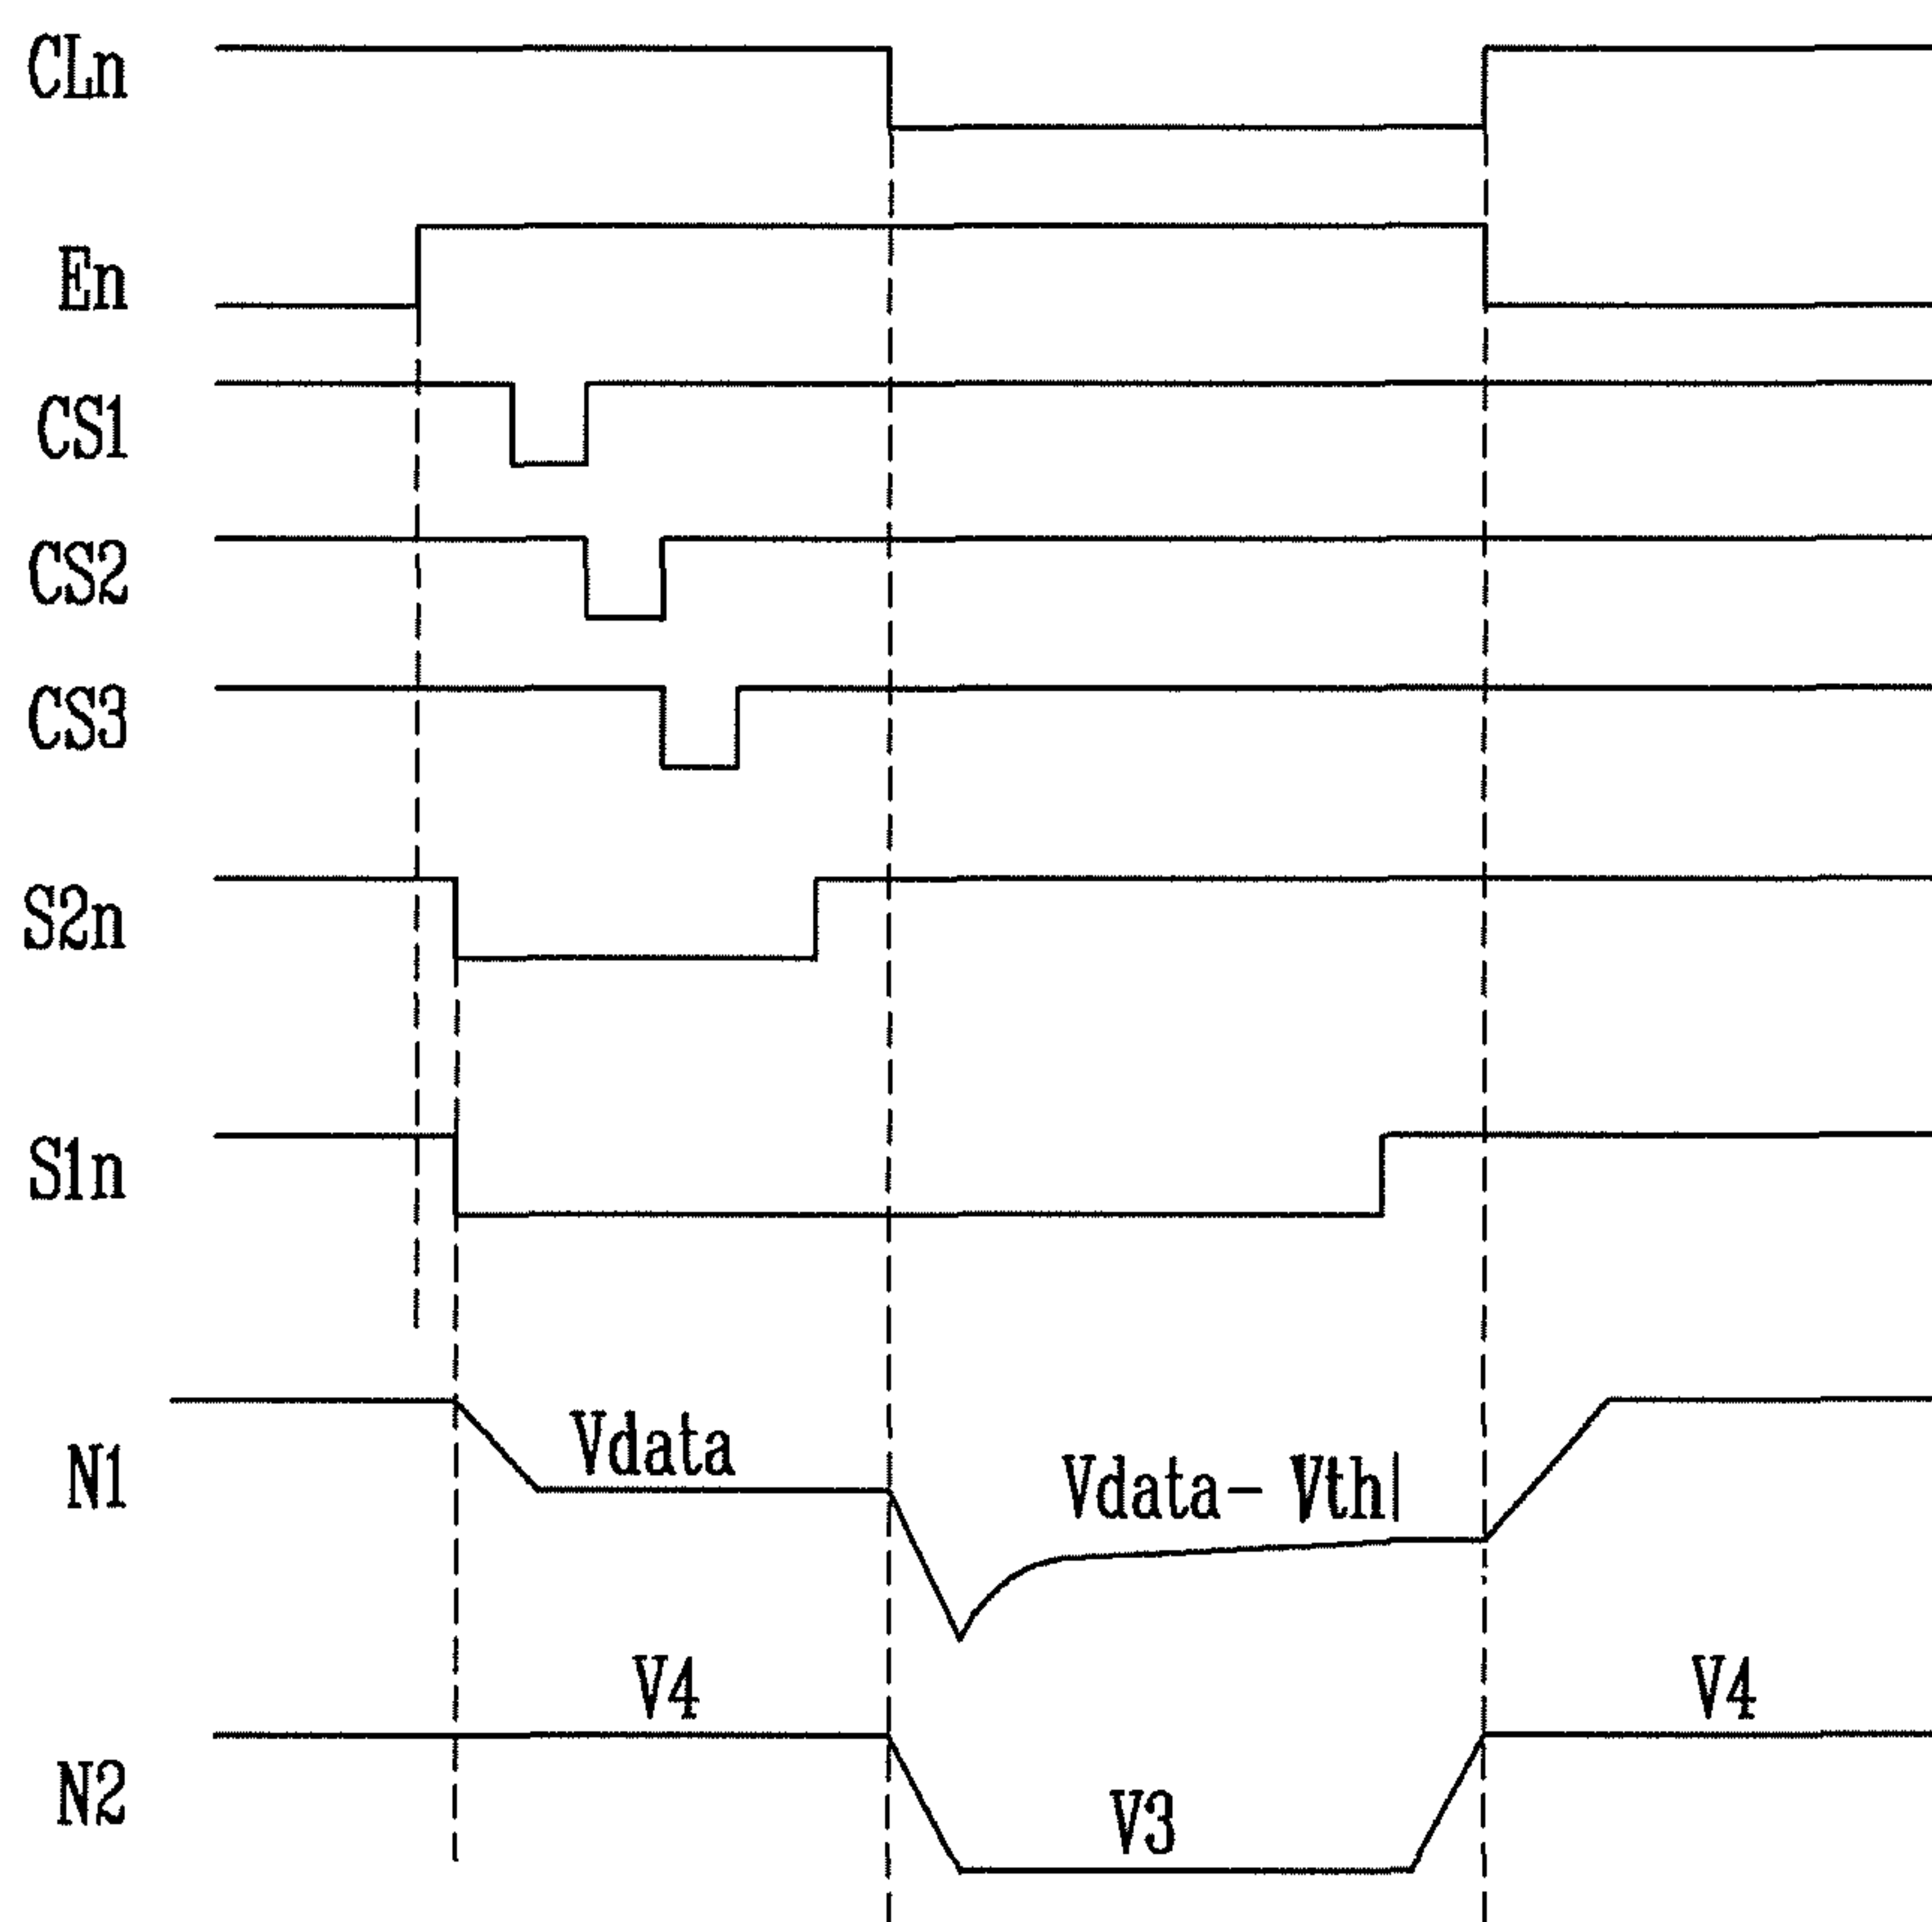 CLn
En
CS1
CS2
CS3
S2n
S1n
N1
Vdata
Vdata- Vth|
N2
V4
V3
V4